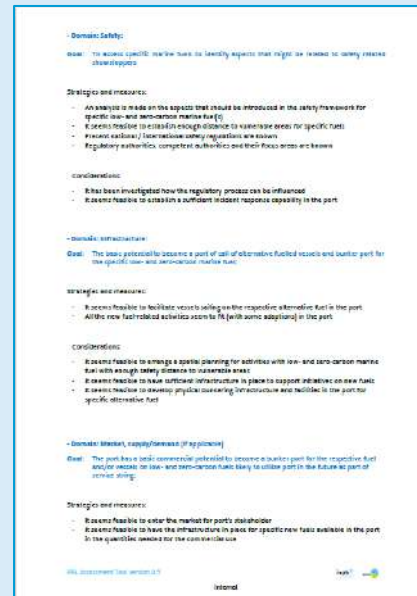 - Domain: Safety:
Goal: To assess specific marine fuels to identify aspects that might be related to safety related
showstoppers
Strategies and measures:
- An analysis is made on the aspects that should be introduced in the safety framework for
specific low- and zero-carbon marine fuel(s)
- It seems feasible to establish enough distance to vulnerable areas for specific fuels
- Present national / international safety regulations are known
- Regulatory authorities, competent authorities and their focus areas are known
Considerations:
- It has been investigated how the regulatory process can be influenced
- It seems feasible to establish a sufficient incident response capability in the port
- Domain: Infrastructure:
Goal: The basic potential to become a port of call of alternative fuelled vessels and bunker port for
the specific low- and zero-carbon marine fuel:
Strategies and measures:
- It seems feasible to facilitate vessels sailing on the respective alternative fuel in the port
- All the new fuel-related activities seem to fit (with some adaptions) in the port
Considerations:
- It seems feasible to arrange a spatial planning for activities with low- and zero-carbon marine
fuel with enough safety distance to vulnerable areas
- It seems feasible to have sufficient infrastructure in place to support initiatives on new fuels
- It seems feasible to develop physical bunkering infrastructure and facilities in the port for
specific alternative fuel
- Domain: Market, supply/demand (if applicable)
Goal: The port has a basic commercial potential to become a bunker port for the respective fuel
and/or vessels on low- and zero-carbon fuels likely to utilise port in the future as part of
service string:
Strategies and measures:
- It seems feasible to enter the market for port's stakeholder
- It seems feasible to have the infrastructure in place for specific new fuels available in the port
in the quantities needed for the commercial use
PRL Assessment Tool version 0.9
iaph
Internal